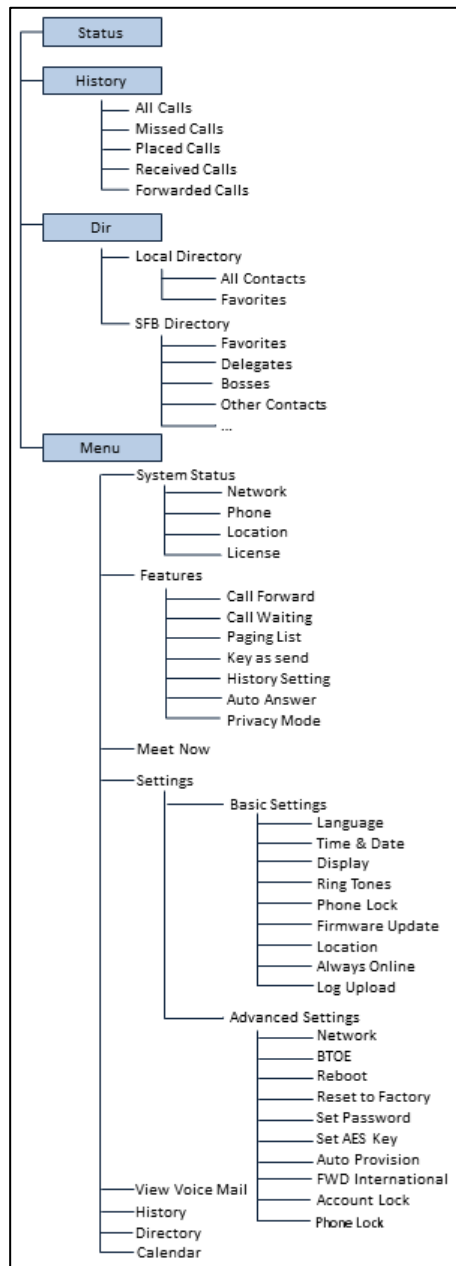 Status
History
All Calls
Missed Calls
Placed Calls
Received Calls
Forwarded Calls
Dir
Local Directory
All Contacts
Favorites
SFB Directory
Favorites
Delegates
Bosses
Other Contacts
...
Menu
System Status
Network
Phone
Location
License
Features
Call Forward
Call Waiting
Paging List
Key as send
History Setting
Auto Answer
Privacy Mode
Meet Now
Settings
Basic Settings
Language
Time & Date
Display
Ring Tones
Phone Lock
Firmware Update
Location
Always Online
Log Upload
Advanced Settings
Network
BTOE
Reboot
Reset to Factory
Set Password
Set AES Key
Auto Provision
FWD International
Account Lock
Phone Lock
View Voice Mail
History
Directory
Calendar